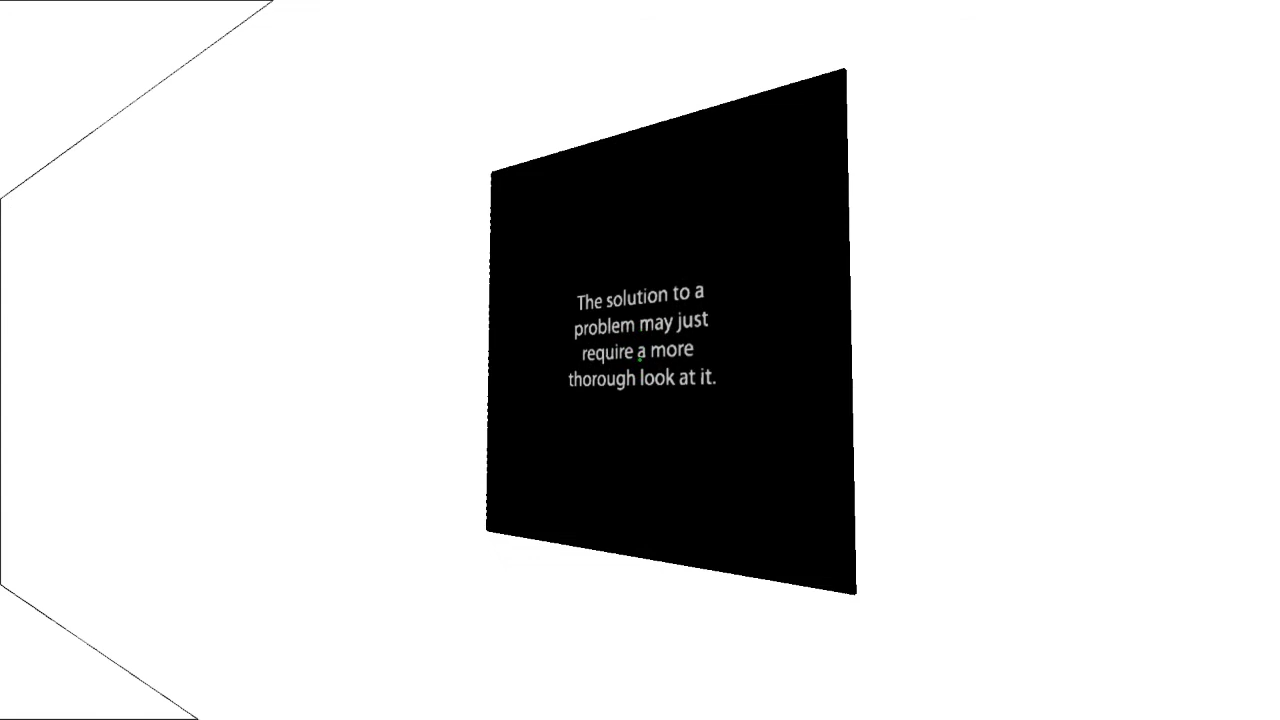 The solution to a
problem may just
require a more
thorough look at it.